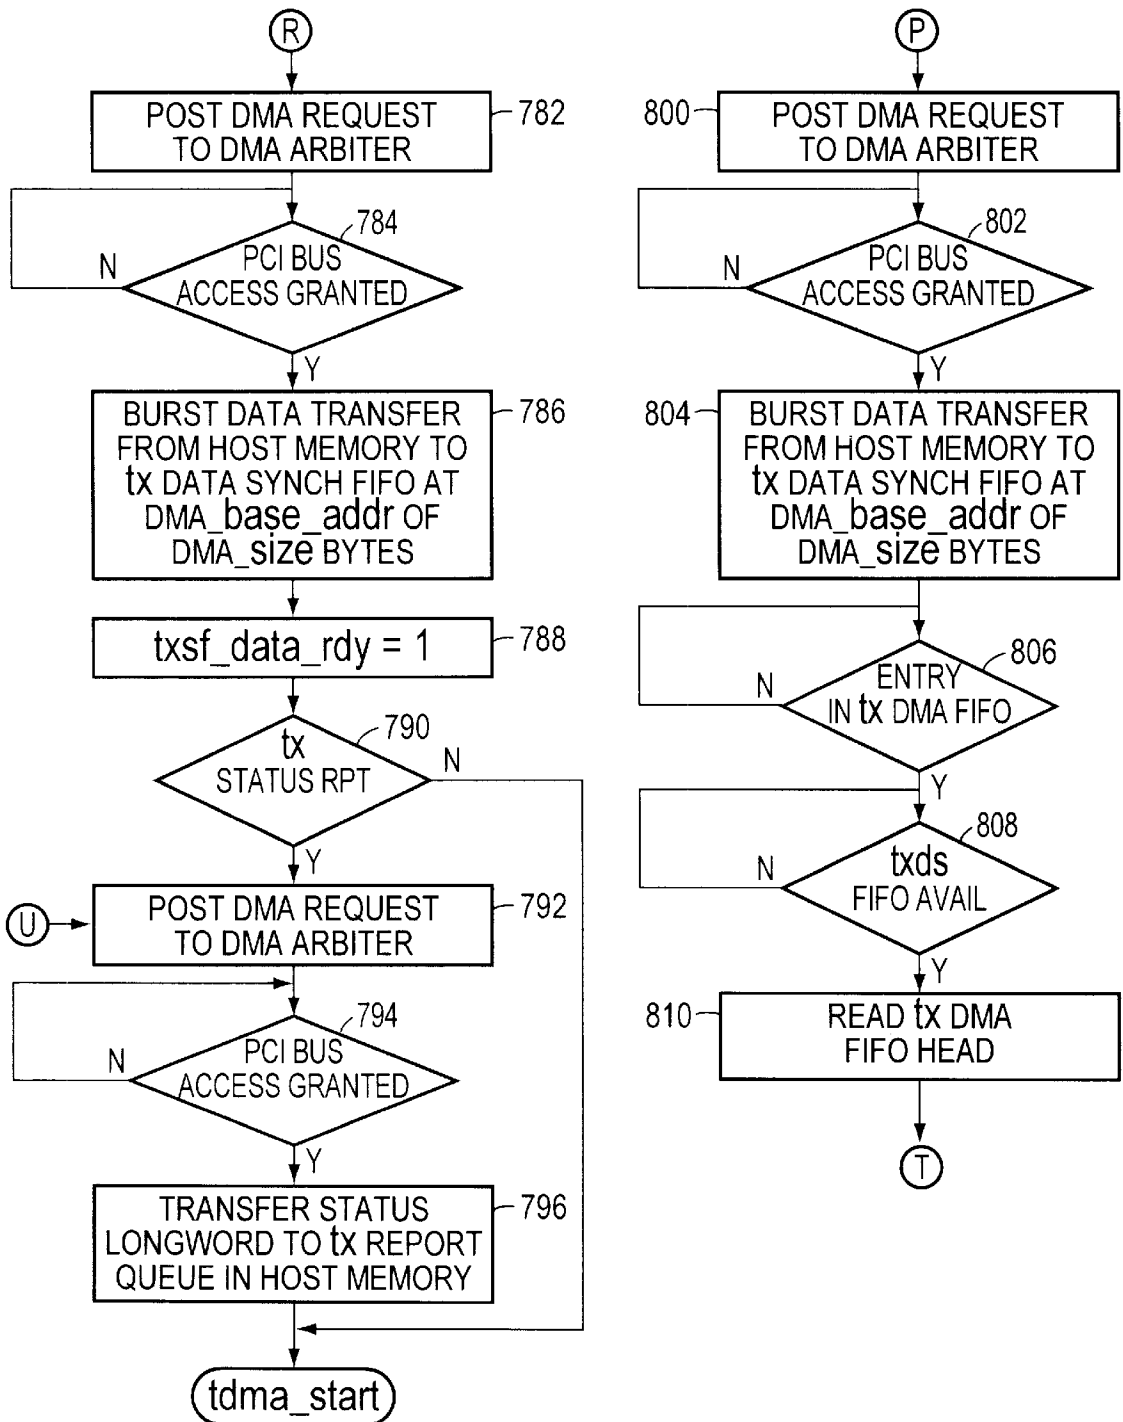 R
POST DMA REQUEST
TO DMA ARBITER
782
784
PCI BUS
ACCESS GRANTED
N
Y
BURST DATA TRANSFER
FROM HOST MEMORY TO
tx DATA SYNCH FIFO AT
DMA_base_addr OF
DMA_size BYTES
786
txsf_data_rdy = 1
788
790
tx
STATUS RPT
N
Y
U
POST DMA REQUEST
TO DMA ARBITER
792
794
PCI BUS
ACCESS GRANTED
N
Y
TRANSFER STATUS
LONGWORD TO tx REPORT
QUEUE IN HOST MEMORY
796
tdma_start
P
800
POST DMA REQUEST
TO DMA ARBITER
802
PCI BUS
ACCESS GRANTED
N
Y
804
BURST DATA TRANSFER
FROM HOST MEMORY TO
tx DATA SYNCH FIFO AT
DMA_base_addr OF
DMA_size BYTES
806
ENTRY
IN tx DMA FIFO
N
Y
808
txds
FIFO AVAIL
N
Y
810
READ tx DMA
FIFO HEAD
T